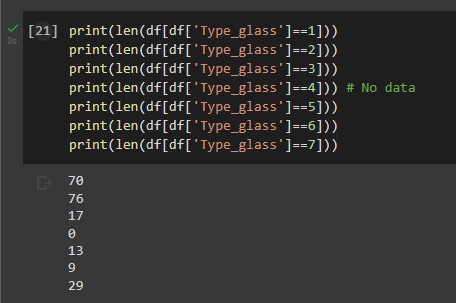 [21] print(len(df[df['Type_glass']==1]))
print(len(df[df['Type_glass']==2]))
print(len(df[df['Type_glass']==3]))
print(len(df[df['Type_glass']==4])) # No data
print(len(df[df['Type_glass']==5]))
print(len(df[df['Type_glass']==6]))
print(len(df[df['Type_glass']==7]))
0s
70
76
17
0
13
9
29